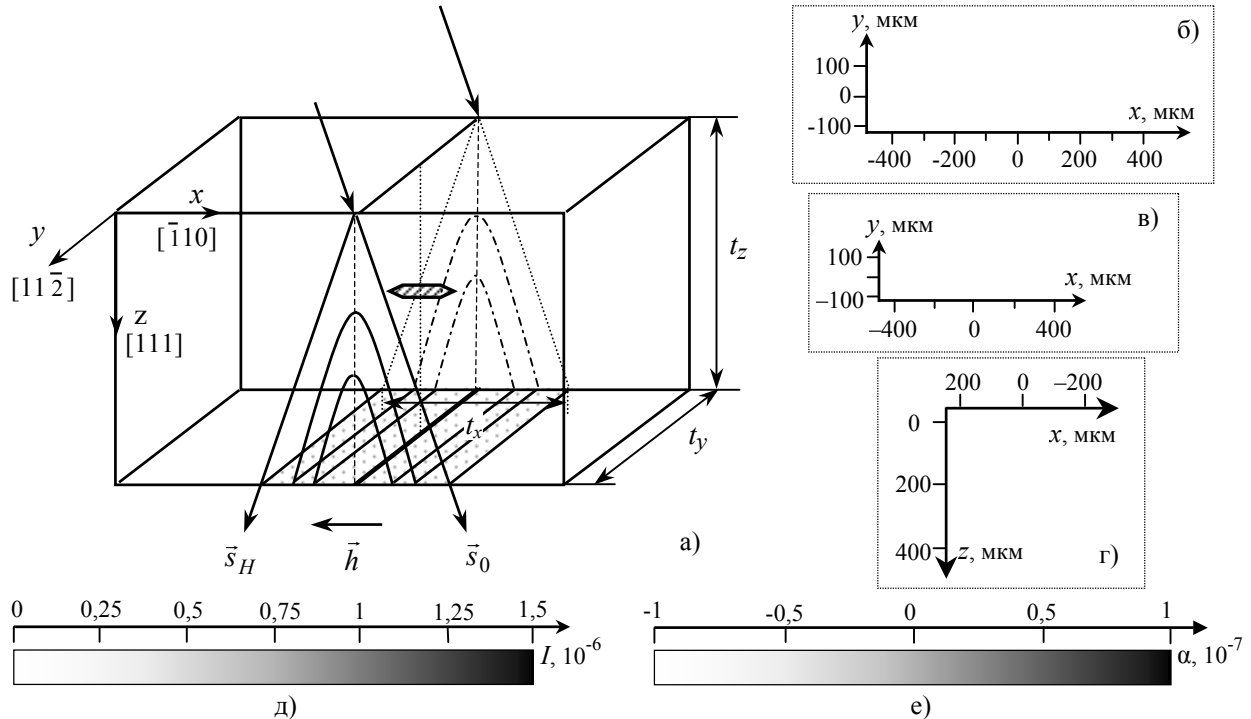 x
[1̄10]
y
[112̄]
z
[111]
t_z
t_x
t_y
s⃗_H
h⃗
s⃗_0
а)
y, мкм
б)
100
0
-100
x, мкм
-400 -200 0 200 400
y, мкм
в)
100
−100
x, мкм
−400 0 400
200 0 −200
0
x, мкм
200
400
z, мкм
г)
0 0,25 0,5 0,75 1 1,25 1,5
I, 10⁻⁶
д)
-1 -0,5 0 0,5 1
α, 10⁻⁷
е)